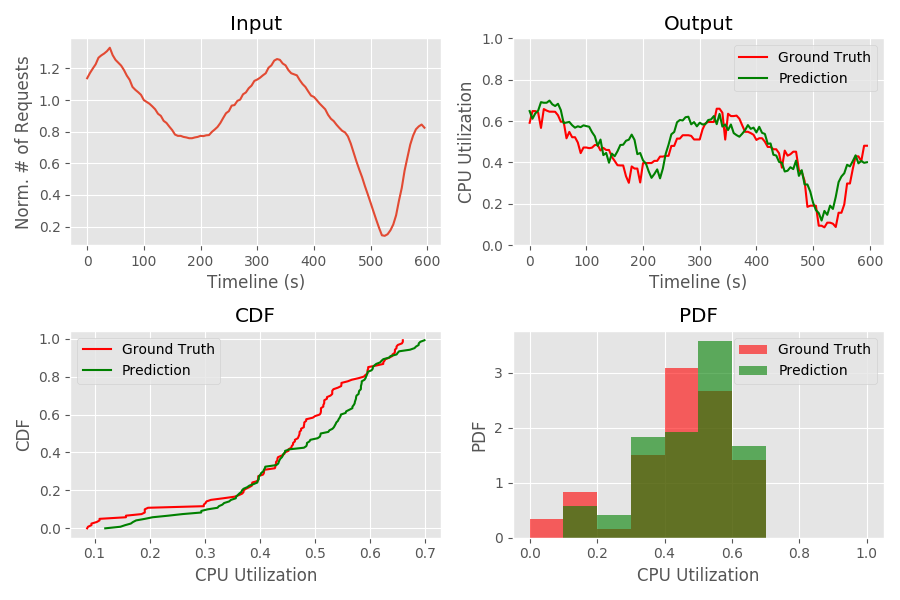 Input
Norm. # of Requests
1.2
1.0
0.8
0.6
0.4
0.2
0 100 200 300 400 500 600
Timeline (s)
Output
CPU Utilization
1.0
0.8
0.6
0.4
0.2
0.0
Ground Truth
Prediction
0 100 200 300 400 500 600
Timeline (s)
CDF
CDF
1.0
0.8
0.6
0.4
0.2
0.0
Ground Truth
Prediction
0.1 0.2 0.3 0.4 0.5 0.6 0.7
CPU Utilization
PDF
PDF
3
2
1
0
Ground Truth
Prediction
0.0 0.2 0.4 0.6 0.8 1.0
CPU Utilization